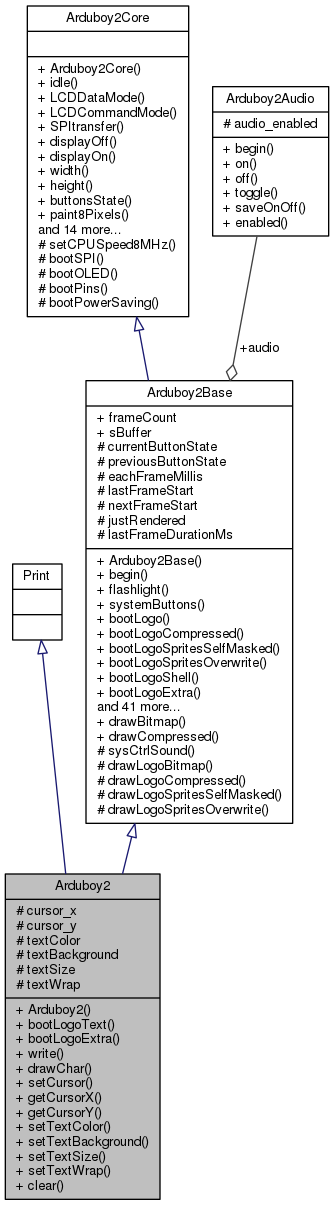 Arduboy2Core
+ Arduboy2Core()
+ idle()
+ LCDDataMode()
+ LCDCommandMode()
+ SPItransfer()
+ displayOff()
+ displayOn()
+ width()
+ height()
+ buttonsState()
+ paint8Pixels()
and 14 more...
# setCPUSpeed8MHz()
# bootSPI()
# bootOLED()
# bootPins()
# bootPowerSaving()
Arduboy2Audio
# audio_enabled
+ begin()
+ on()
+ off()
+ toggle()
+ saveOnOff()
+ enabled()
+audio
Arduboy2Base
+ frameCount
+ sBuffer
# currentButtonState
# previousButtonState
# eachFrameMillis
# lastFrameStart
# nextFrameStart
# justRendered
# lastFrameDurationMs
+ Arduboy2Base()
+ begin()
+ flashlight()
+ systemButtons()
+ bootLogo()
+ bootLogoCompressed()
+ bootLogoSpritesSelfMasked()
+ bootLogoSpritesOverwrite()
+ bootLogoShell()
+ bootLogoExtra()
and 41 more...
+ drawBitmap()
+ drawCompressed()
# sysCtrlSound()
# drawLogoBitmap()
# drawLogoCompressed()
# drawLogoSpritesSelfMasked()
# drawLogoSpritesOverwrite()
Print
Arduboy2
# cursor_x
# cursor_y
# textColor
# textBackground
# textSize
# textWrap
+ Arduboy2()
+ bootLogoText()
+ bootLogoExtra()
+ write()
+ drawChar()
+ setCursor()
+ getCursorX()
+ getCursorY()
+ setTextColor()
+ setTextBackground()
+ setTextSize()
+ setTextWrap()
+ clear()